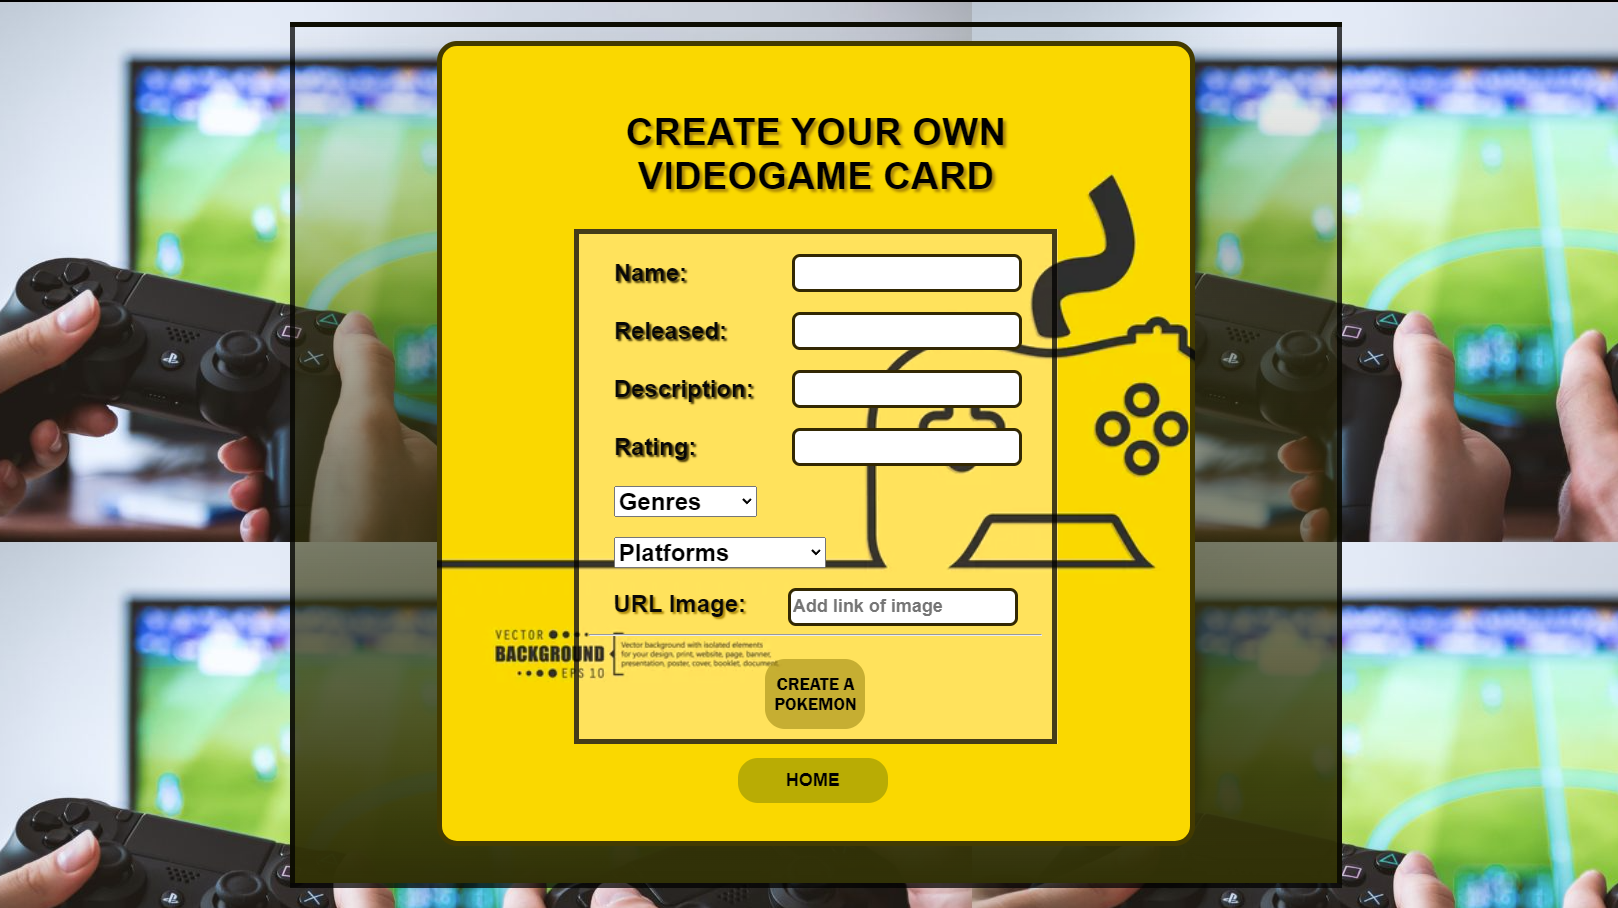 CREATE YOUR OWN
VIDEOGAME CARD
Name:
Released:
Description:
Rating:
Genres
Platforms
URL Image:
Add link of image
VECTOR
BACKGROUND
EPS 10
Vector background with isolated elements
for your design, print, website, page, banner,
presentation, poster, cover, booklet, document.
CREATE A
POKEMON
HOME